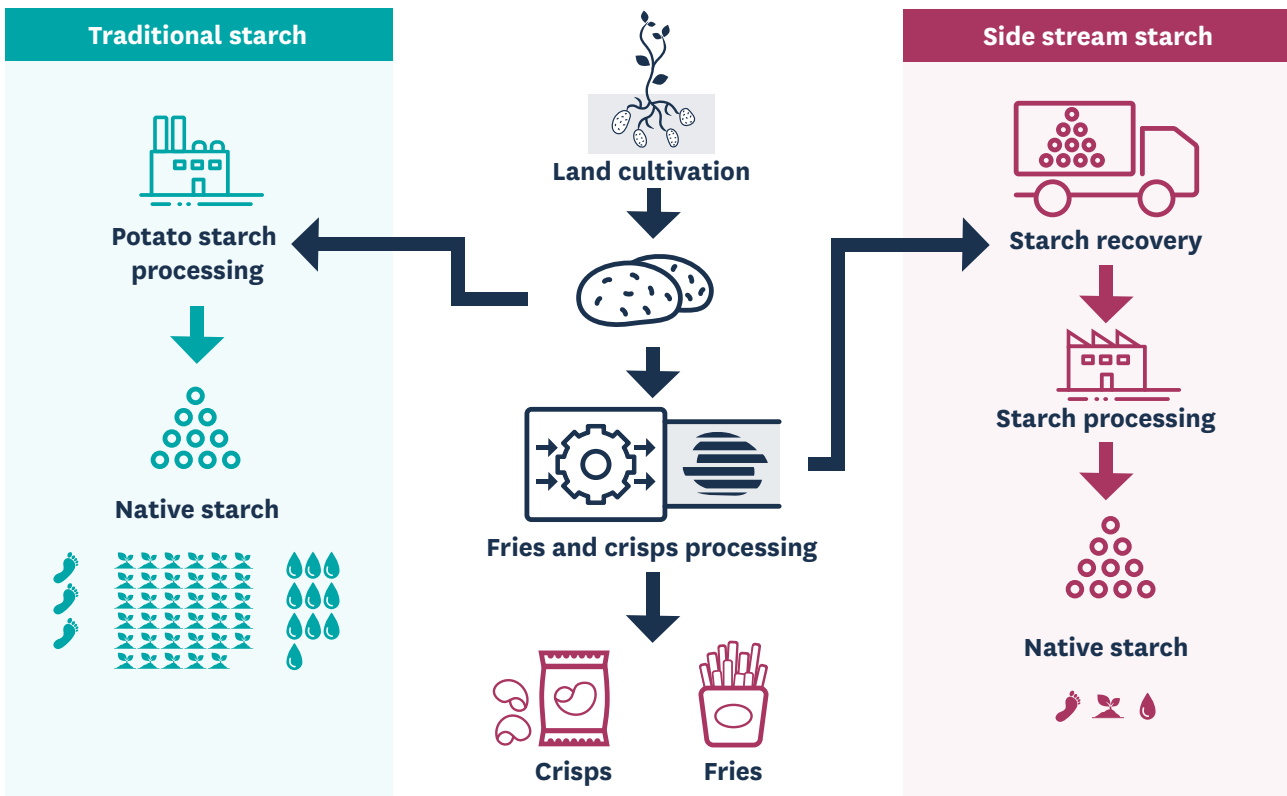 Traditional starch
Potato starch
processing
Native starch
Land cultivation
Fries and crisps processing
Crisps
Fries
Side stream starch
Starch recovery
Starch processing
Native starch